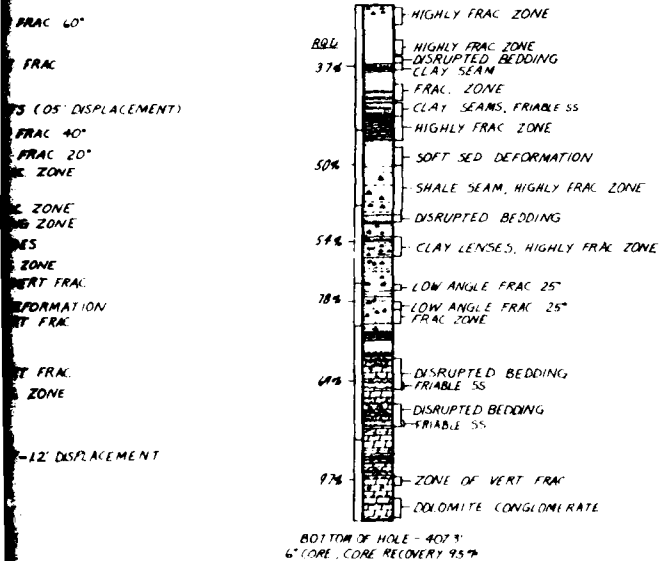 FRAC 60°
FRAC
(.05' DISPLACEMENT)
FRAC 40°
FRAC 20°
ZONE
ZONE
ZONE
ZONE
VERT FRAC
FRAC
FRAC
ZONE
DISPLACEMENT
RQD
37%
50%
54%
78%
69%
97%
HIGHLY FRAC ZONE
HIGHLY FRAC ZONE
DISRUPTED BEDDING
CLAY SEAM
FRAC. ZONE
CLAY SEAMS, FRIABLE SS
HIGHLY FRAC ZONE
SOFT SED DEFORMATION
SHALE SEAM, HIGHLY FRAC ZONE
DISRUPTED BEDDING
CLAY LENSES, HIGHLY FRAC ZONE
LOW ANGLE FRAC 25°
LOW ANGLE FRAC 25°
FRAC ZONE
DISRUPTED BEDDING
FRIABLE SS
DISRUPTED BEDDING
FRIABLE SS
ZONE OF VERT FRAC
DOLOMITE CONGLOMERATE
BOTTOM OF HOLE - 407.3'
6" CORE, CORE RECOVERY 95%